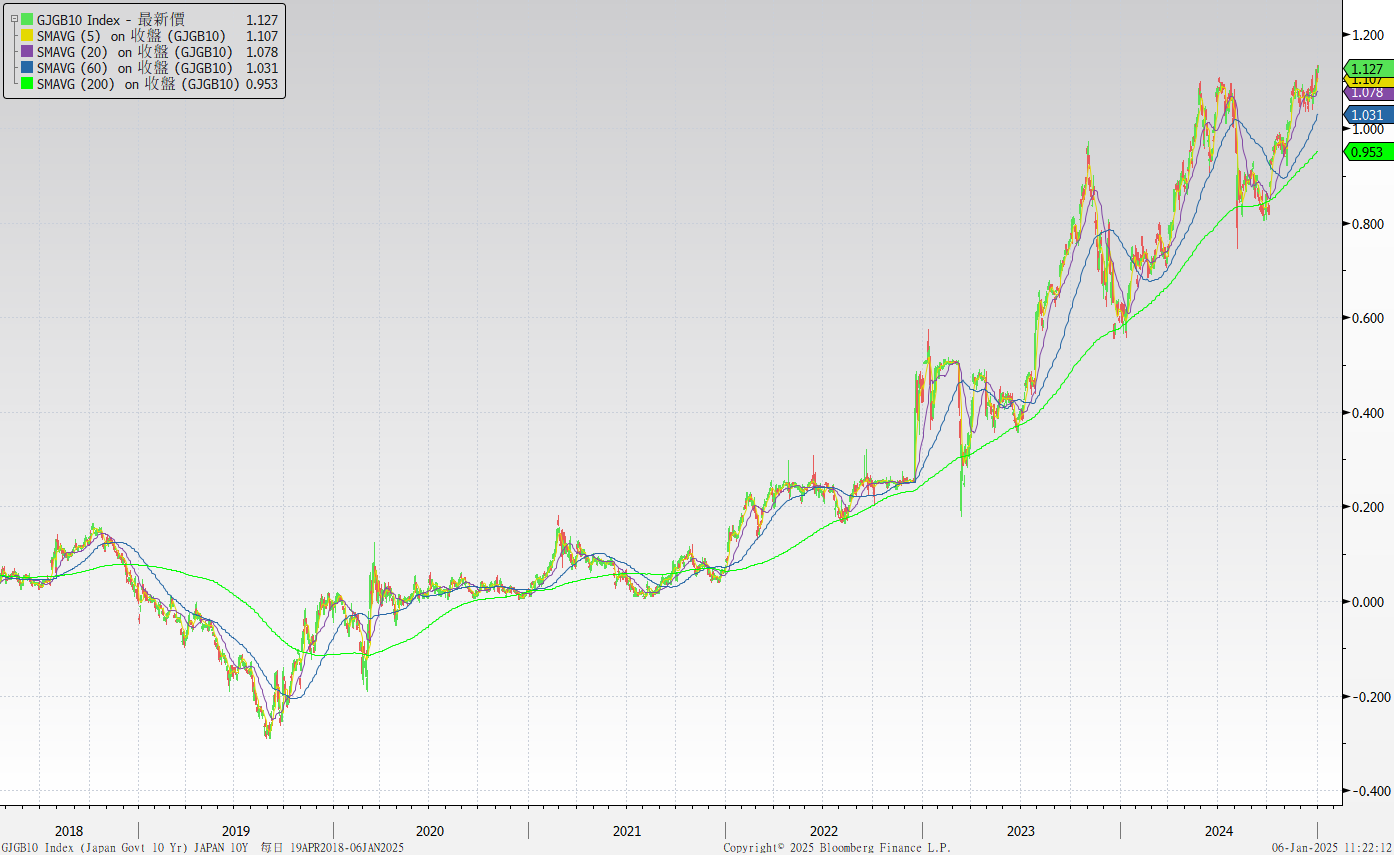 GJGB10 Index - 最新價 1.127
SMAVG (5) on 收盤 (GJGB10) 1.107
SMAVG (20) on 收盤 (GJGB10) 1.078
SMAVG (60) on 收盤 (GJGB10) 1.031
SMAVG (200) on 收盤 (GJGB10) 0.953
1.200
1.127
1.107
1.078
1.031
1.000
0.953
0.800
0.600
0.400
0.200
0.000
-0.200
-0.400
2018 2019 2020 2021 2022 2023 2024
GJGB10 Index (Japan Govt 10 Yr) JAPAN 10Y 每日 19APR2018-06JAN2025 Copyright© 2025 Bloomberg Finance L.P. 06-Jan-2025 11:22:12